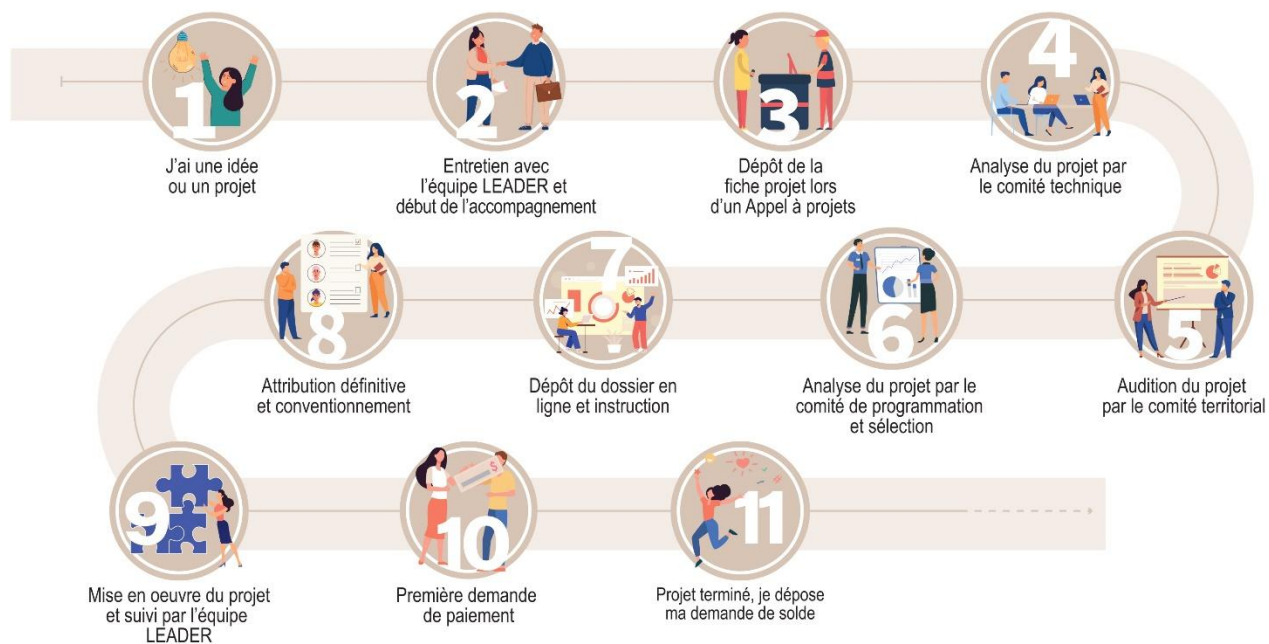 1
J'ai une idée
ou un projet
2
Entretien avec
l'équipe LEADER et
début de l'accompagnement
3
Dépôt de la
fiche projet lors
d'un Appel à projets
4
Analyse du projet par
le comité technique
5
Audition du projet
par le comité territorial
6
Analyse du projet par le
comité de programmation
et sélection
7
Dépôt du dossier en
ligne et instruction
8
Attribution définitive
et conventionnement
9
Mise en oeuvre du projet
et suivi par l'équipe
LEADER
$
10
Première demande
de paiement
11
Projet terminé, je dépose
ma demande de solde